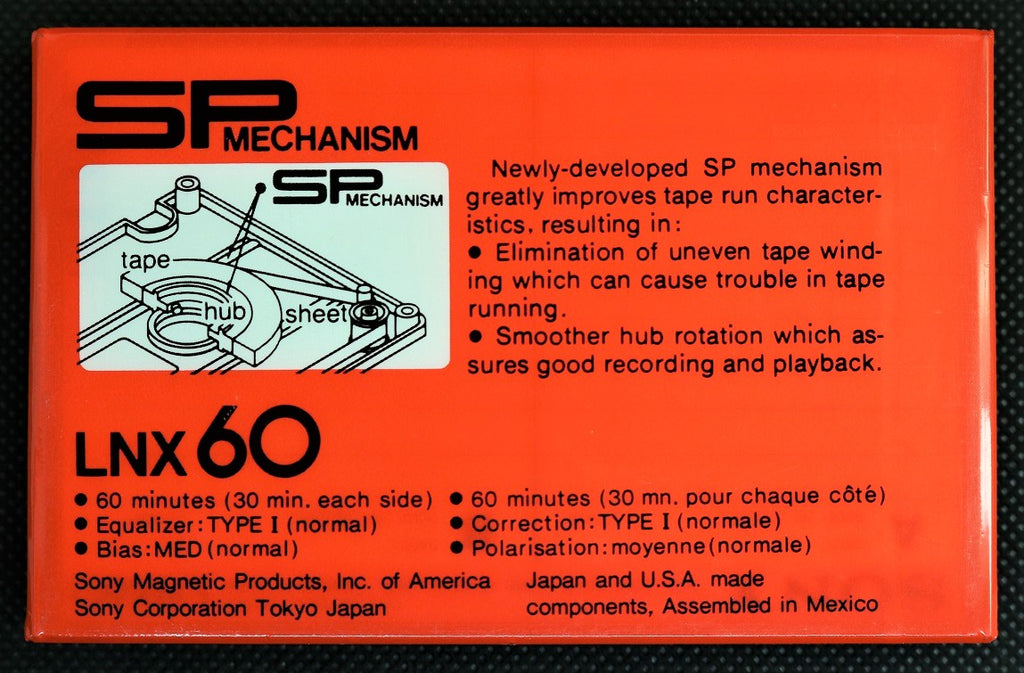 SP MECHANISM
SP MECHANISM
tape
hub
sheet
Newly-developed SP mechanism
greatly improves tape run character-
istics, resulting in:
● Elimination of uneven tape wind-
ing which can cause trouble in tape
running.
● Smoother hub rotation which as-
sures good recording and playback.
LNX 60
● 60 minutes (30 min. each side)
● Equalizer: TYPE I (normal)
● Bias: MED (normal)
● 60 minutes (30 mn. pour chaque côté)
● Correction: TYPE I (normale)
● Polarisation: moyenne (normale)
Sony Magnetic Products, Inc. of America
Sony Corporation Tokyo Japan
Japan and U.S.A. made
components, Assembled in Mexico